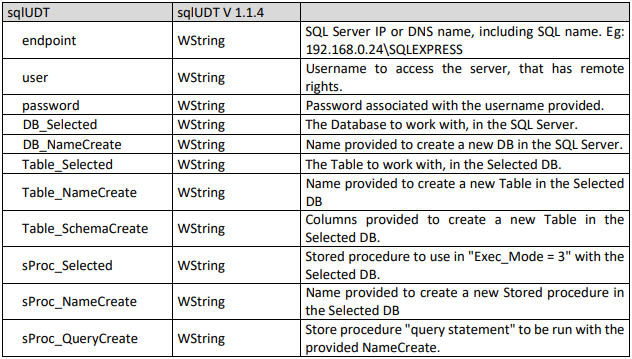 sqlUDT sqlUDT V 1.1.4
endpoint WString SQL Server IP or DNS name, including SQL name. Eg:
192.168.0.24\SQLEXPRESS
user WString Username to access the server, that has remote
rights.
password WString Password associated with the username provided.
DB_Selected WString The Database to work with, in the SQL Server.
DB_NameCreate WString Name provided to create a new DB in the SQL Server.
Table_Selected WString The Table to work with, in the Selected DB.
Table_NameCreate WString Name provided to create a new Table in the Selected
DB
Table_SchemaCreate WString Columns provided to create a new Table in the
Selected DB.
sProc_Selected WString Stored procedure to use in "Exec_Mode = 3" with the
Selected DB.
sProc_NameCreate WString Name provided to create a new Stored procedure in
the Selected DB
sProc_QueryCreate WString Store procedure "query statement" to be run with the
provided NameCreate.